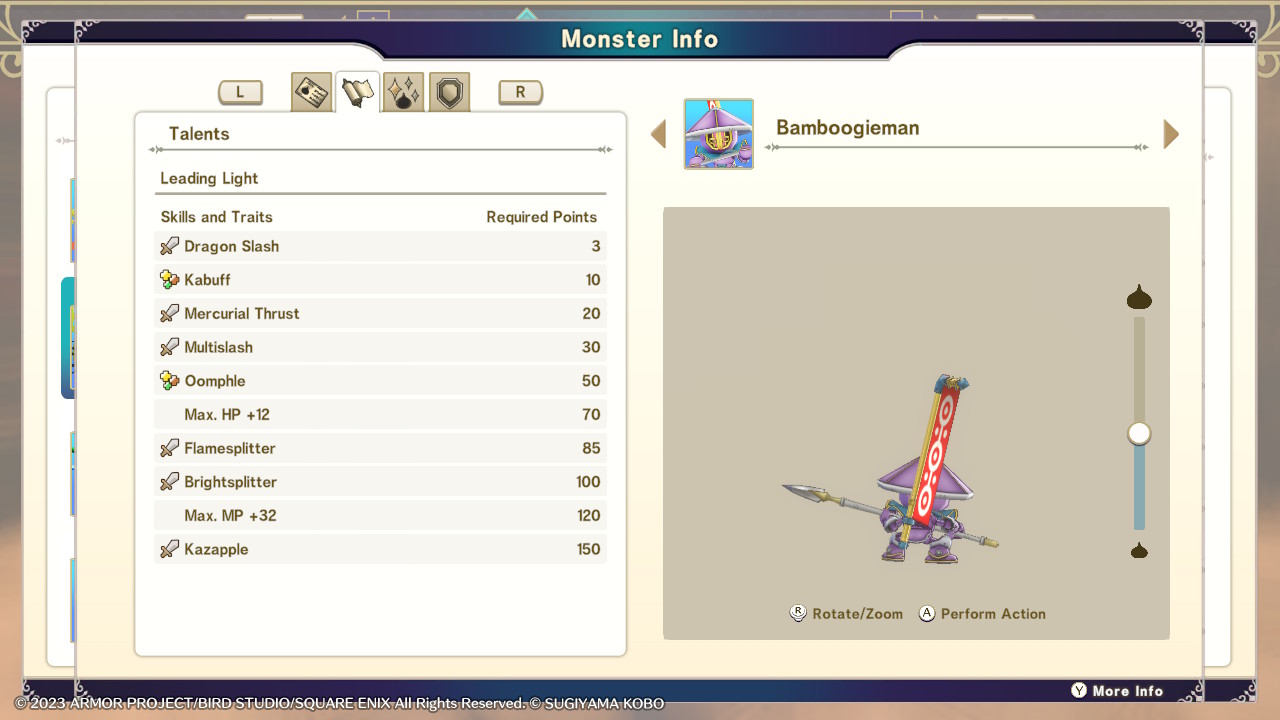 Monster Info
L
R
Talents
Leading Light
Skills and Traits Required Points
Dragon Slash 3
Kabuff 10
Mercurial Thrust 20
Multislash 30
Oomphle 50
Max. HP +12 70
Flamesplitter 85
Brightsplitter 100
Max. MP +32 120
Kazapple 150
Bamboogieman
R Rotate/Zoom A Perform Action
Y More Info
© 2023 ARMOR PROJECT/BIRD STUDIO/SQUARE ENIX All Rights Reserved. © SUGIYAMA KOBO